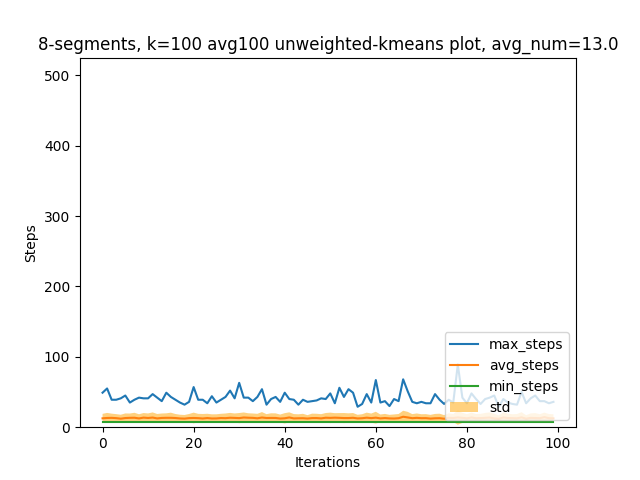 8-segments, k=100 avg100 unweighted-kmeans plot, avg_num=13.0
500
400
300
200
100
0
Steps
max_steps
avg_steps
min_steps
std
0 20 40 60 80 100
Iterations